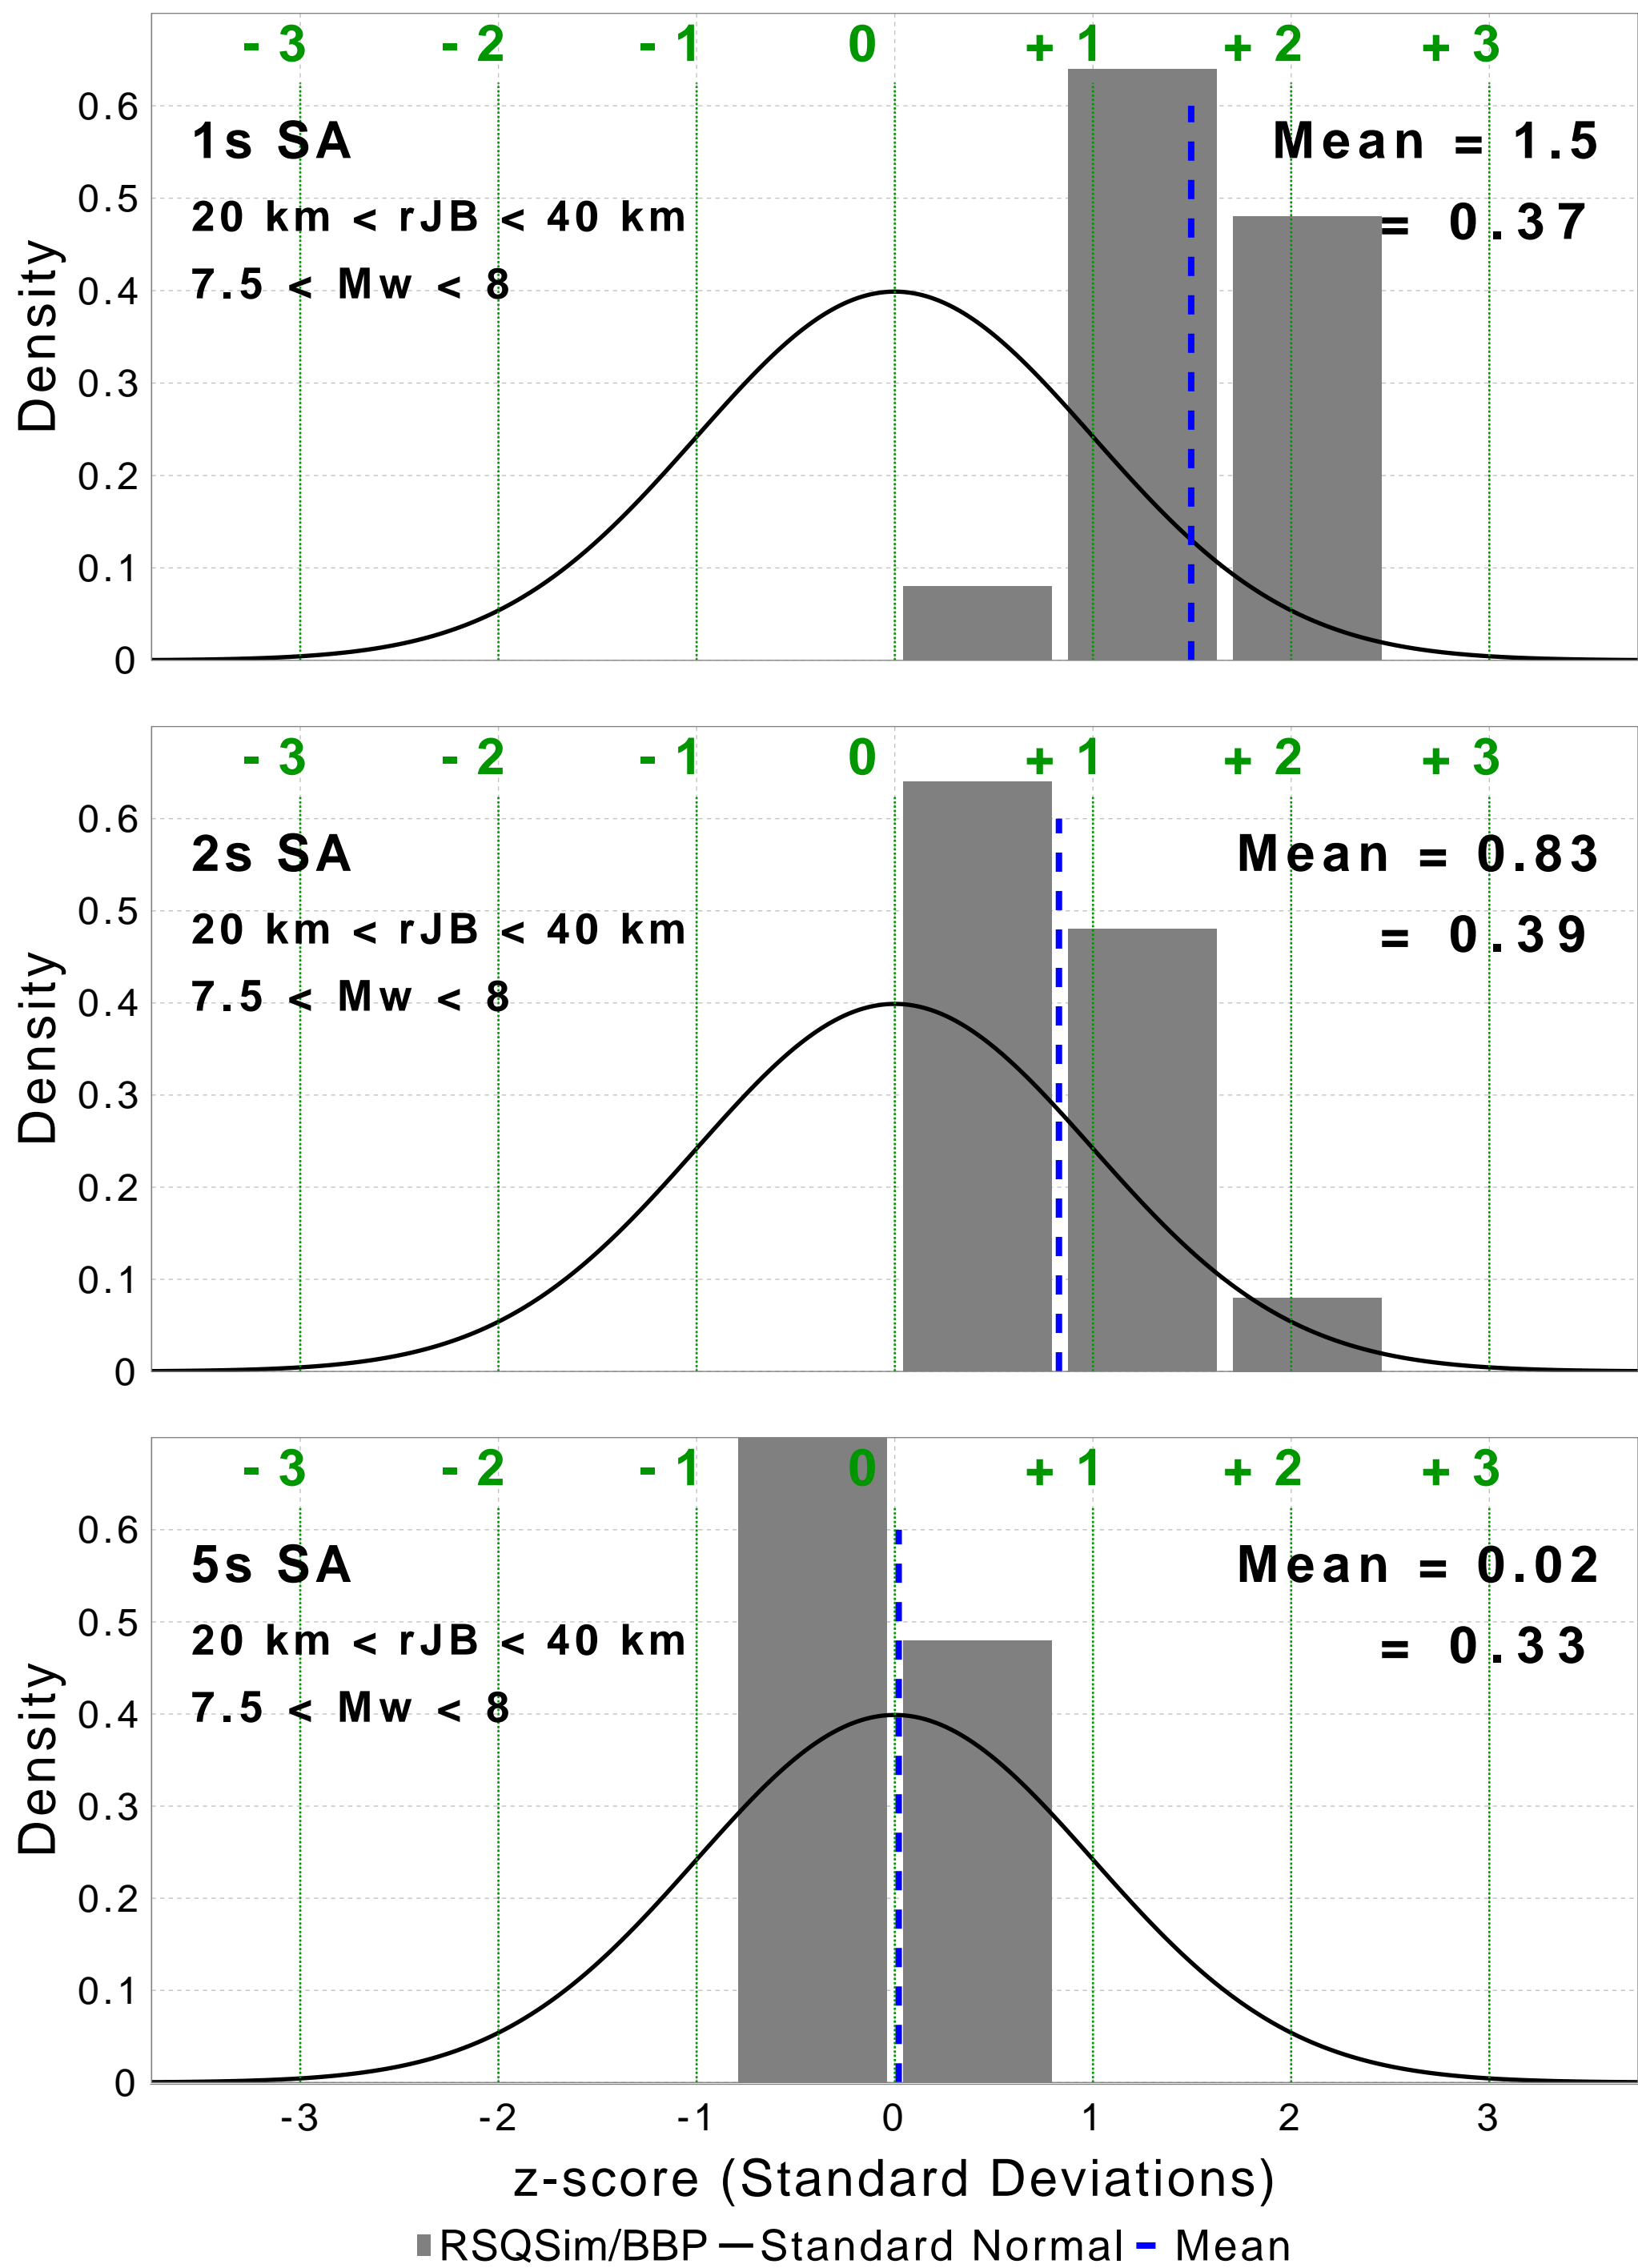 - 3 - 2 - 1 0 + 1 + 2 + 3
0.6
1s SA
Mean = 1.5
0.5
20 km < rJB < 40 km
= 0.37
0.4
7.5 < Mw < 8
0.3
0.2
0.1
0
Density
- 3 - 2 - 1 0 + 1 + 2 + 3
0.6
2s SA
Mean = 0.83
0.5
20 km < rJB < 40 km
= 0.39
0.4
7.5 < Mw < 8
0.3
0.2
0.1
0
Density
- 3 - 2 - 1 0 + 1 + 2 + 3
0.6
5s SA
Mean = 0.02
0.5
20 km < rJB < 40 km
= 0.33
0.4
7.5 < Mw < 8
0.3
0.2
0.1
0
Density
-3 -2 -1 0 1 2 3
z-score (Standard Deviations)
RSQSim/BBP Standard Normal Mean